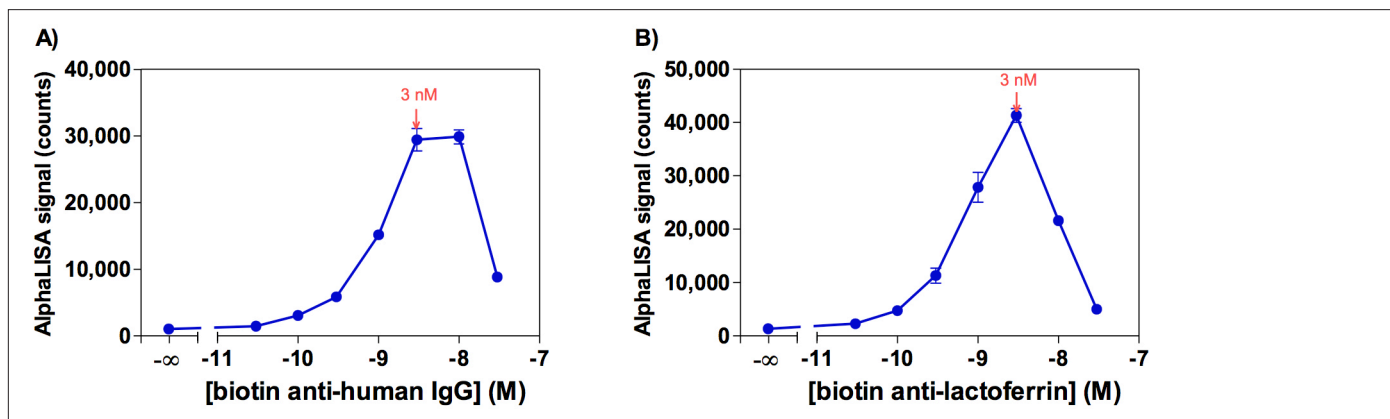 A)
AlphaLISA signal (counts)
40,000
30,000
20,000
10,000
0
3 nM
-∞ -11 -10 -9 -8 -7
[biotin anti-human IgG] (M)
B)
AlphaLISA signal (counts)
50,000
40,000
30,000
20,000
10,000
0
3 nM
-∞ -11 -10 -9 -8 -7
[biotin anti-lactoferrin] (M)